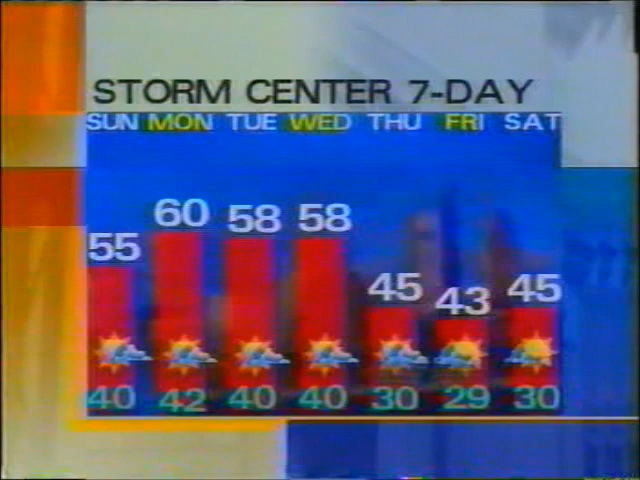 STORM CENTER 7-DAY
SUN MON TUE WED THU FRI SAT
55 60 58 58 45 43 45
40 42 40 40 30 29 30